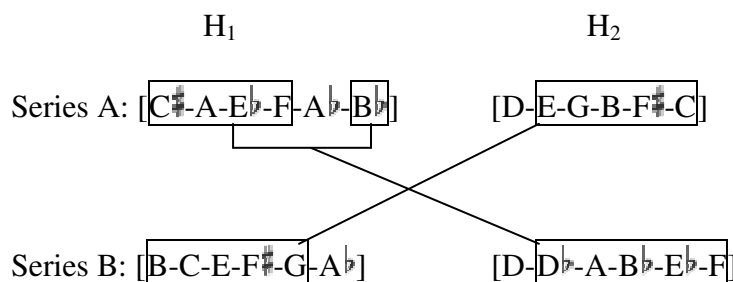 H₁ H₂
Series A: [C♯-A-E♭-F-A♭-B♭] [D-E-G-B-F♯-C]
Series B: [B-C-E-F♯-G-A♭] [D-D♭-A-B♭-E♭-F]